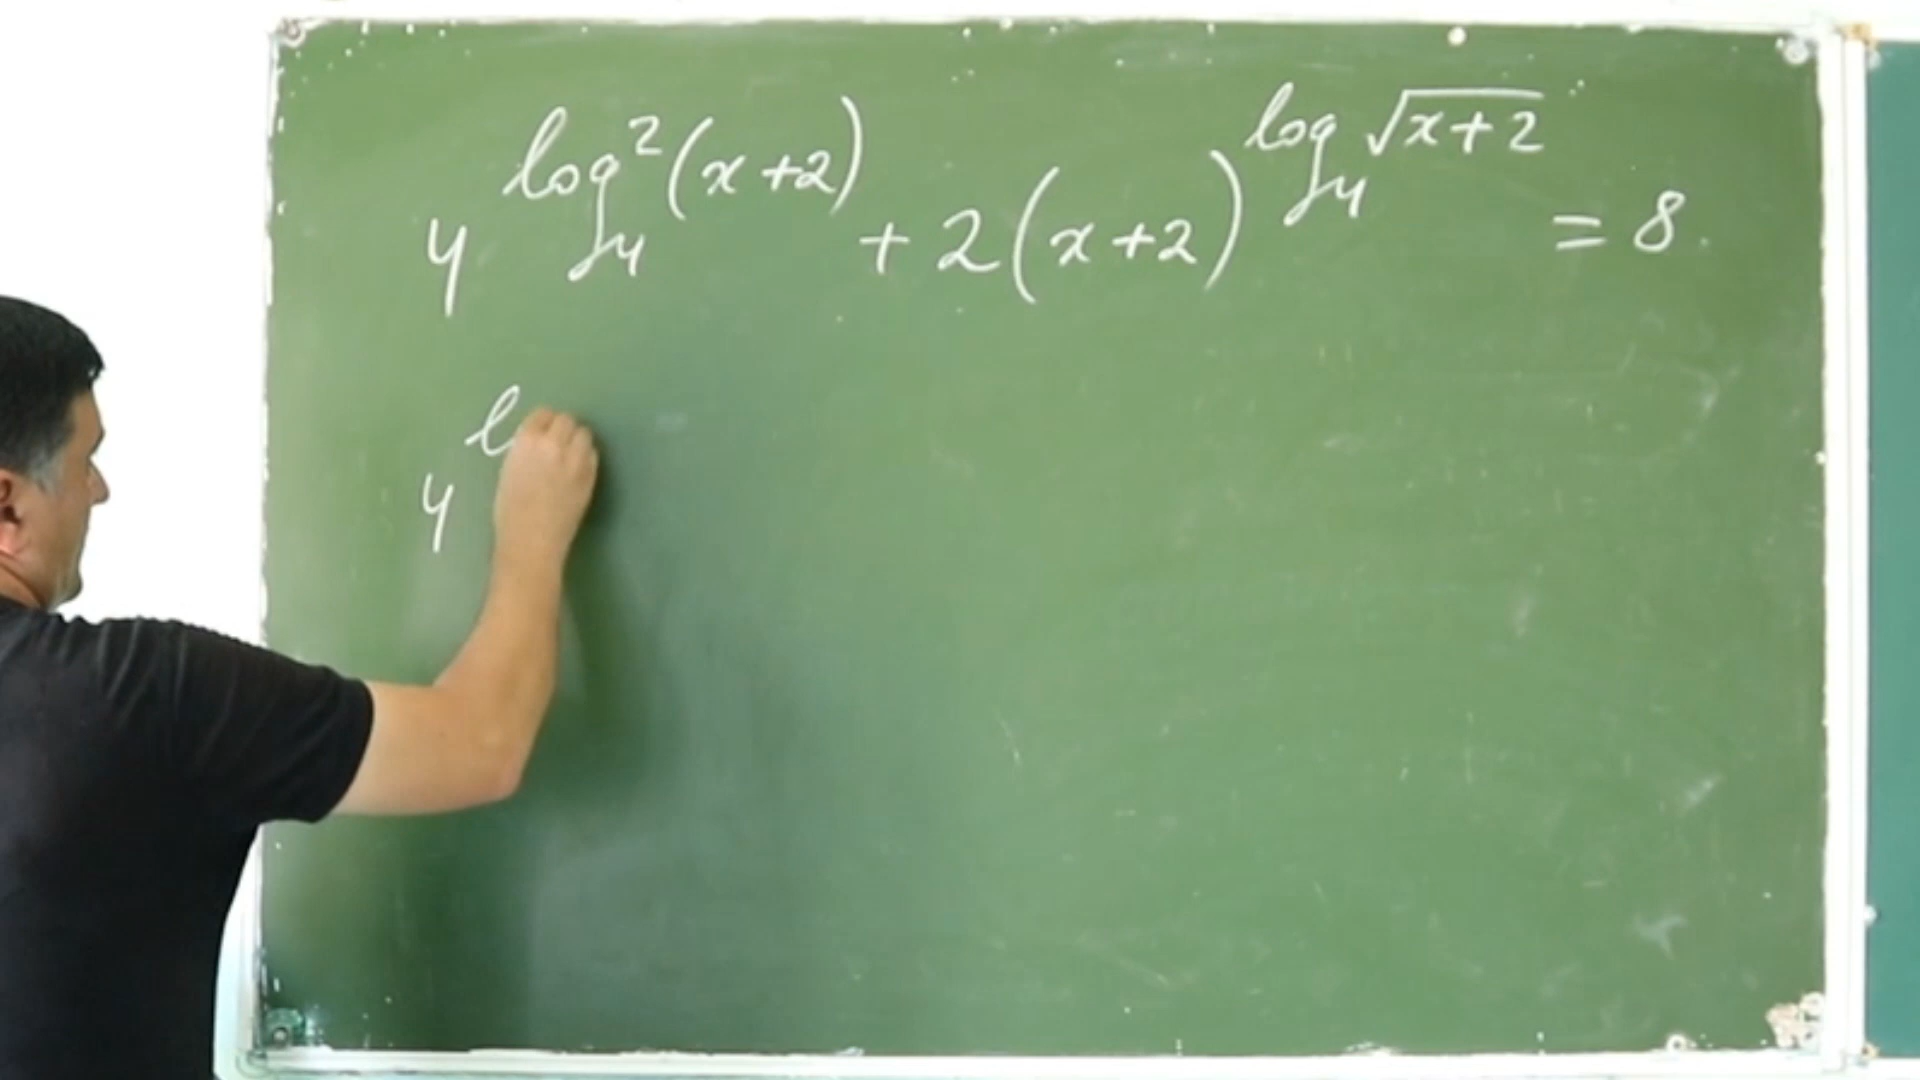 4^{log_4^2(x+2)} + 2(x+2)^{log_4 √(x+2)} = 8
4^l